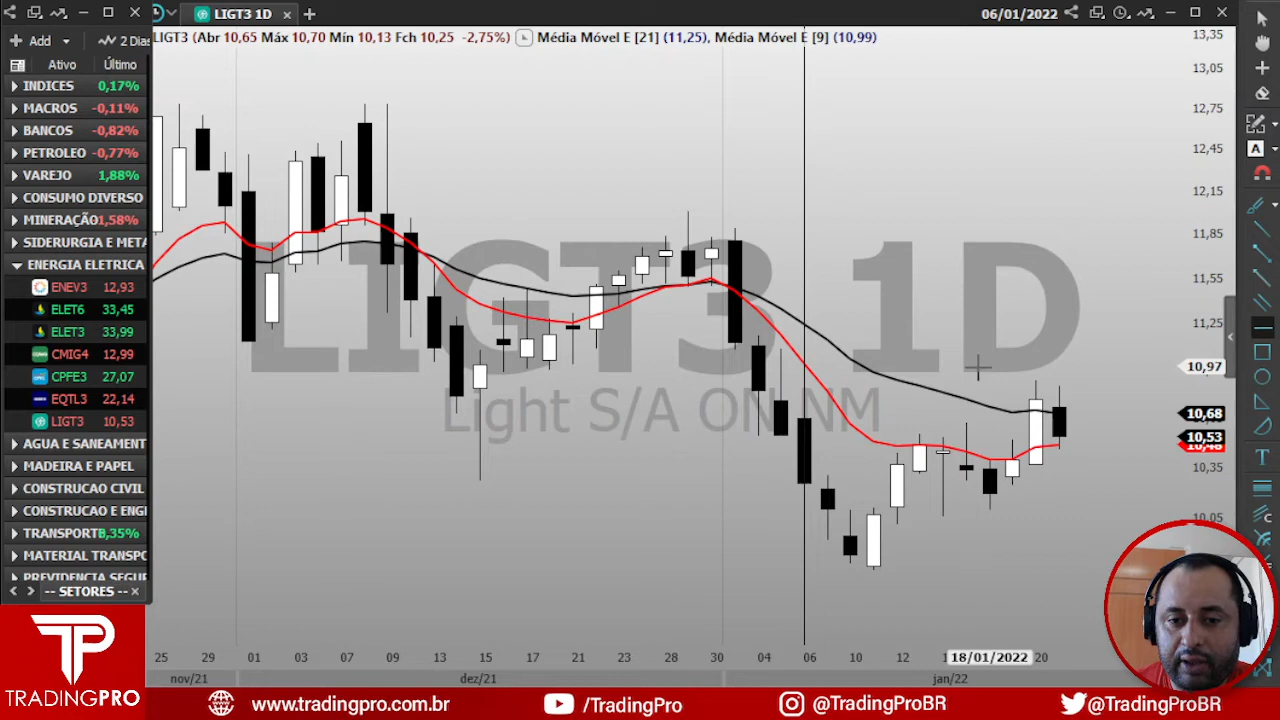 LIGT3 1D
06/01/2022
Add
2 Dias
LIGT3 (Abr 10,65 Máx 10,70 Mín 10,13 Fch 10,25 -2,75%) Média Móvel E [21] (11,25), Média Móvel E [9] (10,99)
Ativo Último
INDICES 0,17%
MACROS -0,11%
BANCOS -0,82%
PETROLEO -0,77%
VAREJO 1,88%
CONSUMO DIVERSO
MINERAÇÃO 1,58%
SIDERURGIA E META
ENERGIA ELETRICA
ENEV3 12,93
ELET6 33,45
ELET3 33,99
CMIG4 12,99
CPFE3 27,07
EQTL3 22,14
LIGT3 10,53
AGUA E SANEAMENT
MADEIRA E PAPEL
CONSTRUCAO CIVIL
CONSTRUCAO E ENGI
TRANSPORTE 0,35%
MATERIAL TRANSPO
PREVIDENCIA SEGUR
-- SETORES --
LIGT3 1D
Light S/A ON NM
13,35
13,05
12,75
12,45
12,15
11,85
11,55
11,25
10,97
10,68
10,53
10,48
10,35
10,05
25 29 01 03 07 09 13 15 17 21 23 28 30 04 06 10 12 18/01/2022 20
nov/21 dez/21 jan/22
A
T
C
TP
TRADINGPRO
www.tradingpro.com.br
/TradingPro
@TradingProBR
@TradingProBR